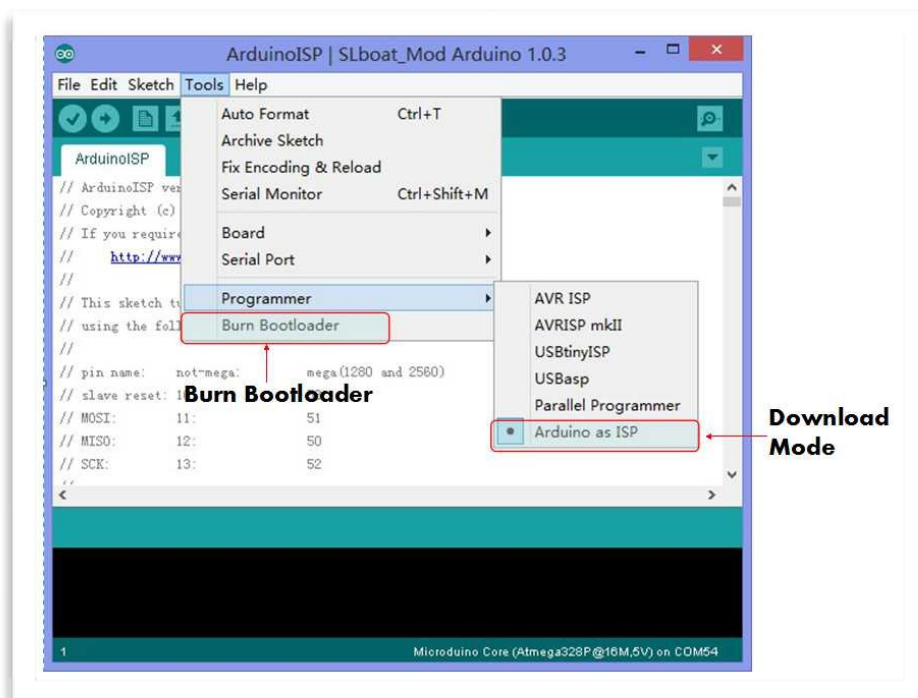 ArduinoISP | SLboat_Mod Arduino 1.0.3
File Edit Sketch Tools Help
Auto Format Ctrl+T
Archive Sketch
Fix Encoding & Reload
Serial Monitor Ctrl+Shift+M
Board
Serial Port
Programmer
Burn Bootloader
AVR ISP
AVRISP mkII
USBtinyISP
USBasp
Parallel Programmer
Arduino as ISP
ArduinoISP
// ArduinoISP
// Copyright (c)
// If you
// http://www
//
// This sketch
// using the
//
// pin name: not-mega: mega(1280 and 2560)
// slave reset:
// MOSI: 11: 51
// MISO: 12: 50
// SCK: 13: 52
//
Burn Bootloader
Download
Mode
1 Microduino Core (Atmega328P@16M,5V) on COM54